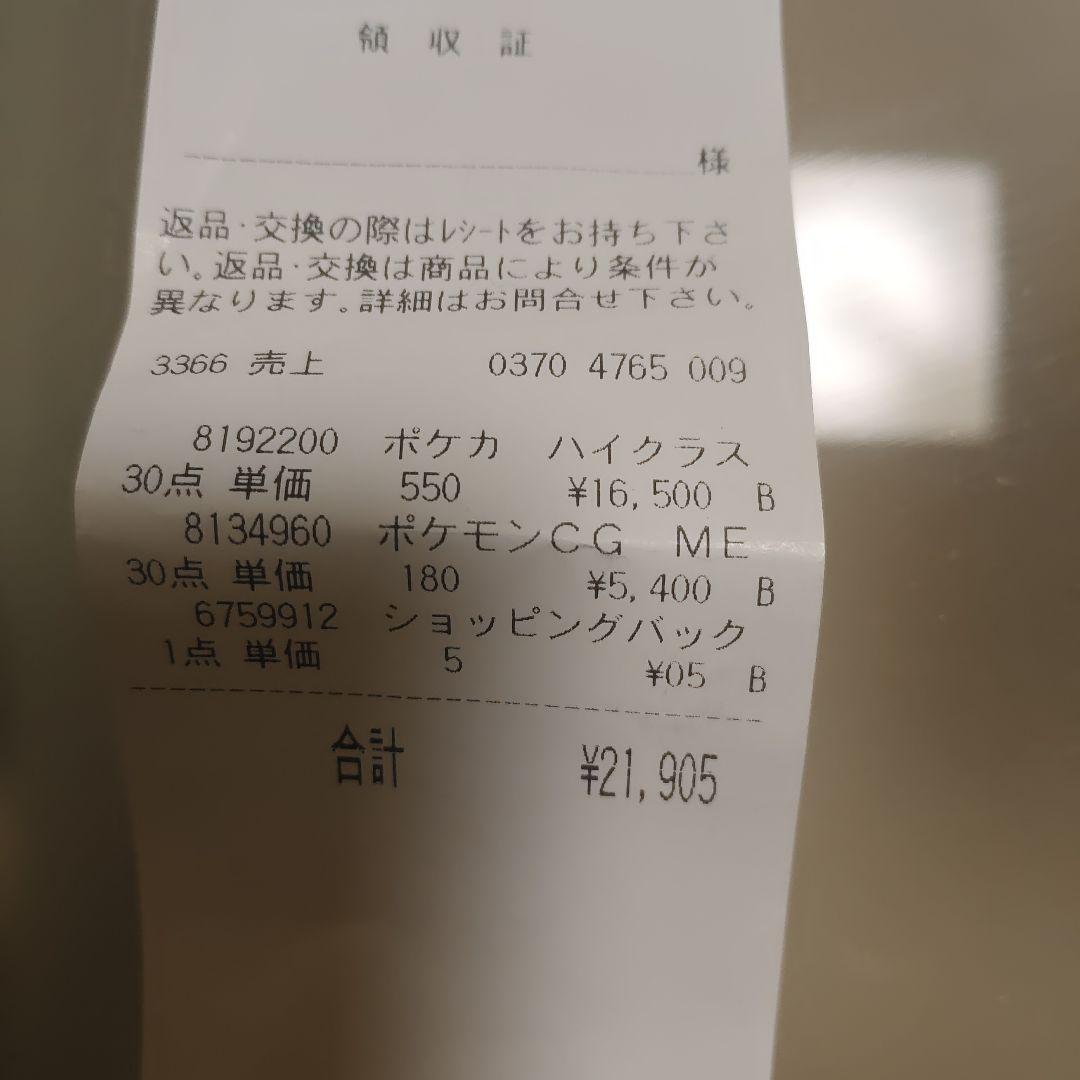 領 収 証
様
返品･交換の際はﾚｼｰﾄをお持ち下さ
い。返品･交換は商品により条件が
異なります。詳細はお問合せ下さい。
3366 売上 0370 4765 009
8192200 ポケカ ハイクラス
30点 単価 550 ¥16,500 B
8134960 ポケモンCG ME
30点 単価 180 ¥5,400 B
6759912 ショッピングバック
1点 単価 5 ¥05 B
合計 ¥21,905